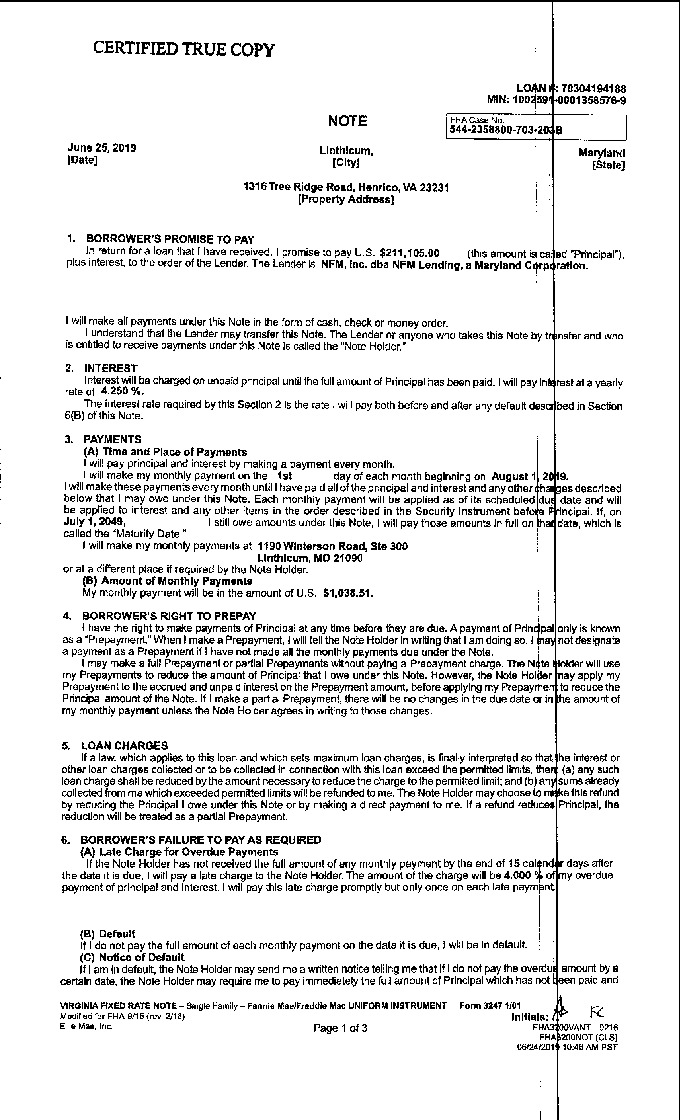 CERTIFIED TRUE COPY
LOAN #: 70304194188
MIN: 1002591-0001358576-9
NOTE
FHA Case No.
544-2358800-703-203B
June 25, 2019
[Date]
Linthicum,
[City]
Maryland
[State]
1316 Tree Ridge Road, Henrico, VA 23231
[Property Address]
1. BORROWER'S PROMISE TO PAY
In return for a loan that I have received, I promise to pay U.S. $211,105.00 (this amount is called "Principal"),
plus interest, to the order of the Lender. The Lender is NFM, Inc. dba NFM Lending, a Maryland Corporation.
I will make all payments under this Note in the form of cash, check or money order.
I understand that the Lender may transfer this Note. The Lender or anyone who takes this Note by transfer and who
is entitled to receive payments under this Note is called the "Note Holder."
2. INTEREST
Interest will be charged on unpaid principal until the full amount of Principal has been paid. I will pay interest at a yearly
rate of 4.250 %.
The interest rate required by this Section 2 is the rate I will pay both before and after any default described in Section
6(B) of this Note.
3. PAYMENTS
(A) Time and Place of Payments
I will pay principal and interest by making a payment every month.
I will make my monthly payment on the 1st day of each month beginning on August 1, 2019.
I will make these payments every month until I have paid all of the principal and interest and any other charges described
below that I may owe under this Note. Each monthly payment will be applied as of its scheduled due date and will
be applied to interest and any other items in the order described in the Security Instrument before Principal. If, on
July 1, 2049, I still owe amounts under this Note, I will pay those amounts in full on that date, which is
called the "Maturity Date."
I will make my monthly payments at 1190 Winterson Road, Ste 300
Linthicum, MD 21090
or at a different place if required by the Note Holder.
(B) Amount of Monthly Payments
My monthly payment will be in the amount of U.S. $1,038.51.
4. BORROWER'S RIGHT TO PREPAY
I have the right to make payments of Principal at any time before they are due. A payment of Principal only is known
as a "Prepayment." When I make a Prepayment, I will tell the Note Holder in writing that I am doing so. I may not designate
a payment as a Prepayment if I have not made all the monthly payments due under the Note.
I may make a full Prepayment or partial Prepayments without paying a Prepayment charge. The Note Holder will use
my Prepayments to reduce the amount of Principal that I owe under this Note. However, the Note Holder may apply my
Prepayment to the accrued and unpaid interest on the Prepayment amount, before applying my Prepayment to reduce the
Principal amount of the Note. If I make a partial Prepayment, there will be no changes in the due date or in the amount of
my monthly payment unless the Note Holder agrees in writing to those changes.
5. LOAN CHARGES
If a law, which applies to this loan and which sets maximum loan charges, is finally interpreted so that the interest or
other loan charges collected or to be collected in connection with this loan exceed the permitted limits, then: (a) any such
loan charge shall be reduced by the amount necessary to reduce the charge to the permitted limit; and (b) any sums already
collected from me which exceeded permitted limits will be refunded to me. The Note Holder may choose to make this refund
by reducing the Principal I owe under this Note or by making a direct payment to me. If a refund reduces Principal, the
reduction will be treated as a partial Prepayment.
6. BORROWER'S FAILURE TO PAY AS REQUIRED
(A) Late Charge for Overdue Payments
If the Note Holder has not received the full amount of any monthly payment by the end of 15 calendar days after
the date it is due, I will pay a late charge to the Note Holder. The amount of the charge will be 4.000 % of my overdue
payment of principal and interest. I will pay this late charge promptly but only once on each late payment.
(B) Default
If I do not pay the full amount of each monthly payment on the date it is due, I will be in default.
(C) Notice of Default
If I am in default, the Note Holder may send me a written notice telling me that if I do not pay the overdue amount by a
certain date, the Note Holder may require me to pay immediately the full amount of Principal which has not been paid and
VIRGINIA FIXED RATE NOTE – Single Family – Fannie Mae/Freddie Mac UNIFORM INSTRUMENT Form 3247 1/01
Modified for FHA 9/15 (rev. 2/16)
Ellie Mae, Inc.
Page 1 of 3
Initials:
FHA3200VANT 0216
FHA3200NOT (CLS)
06/24/2019 10:48 AM PST